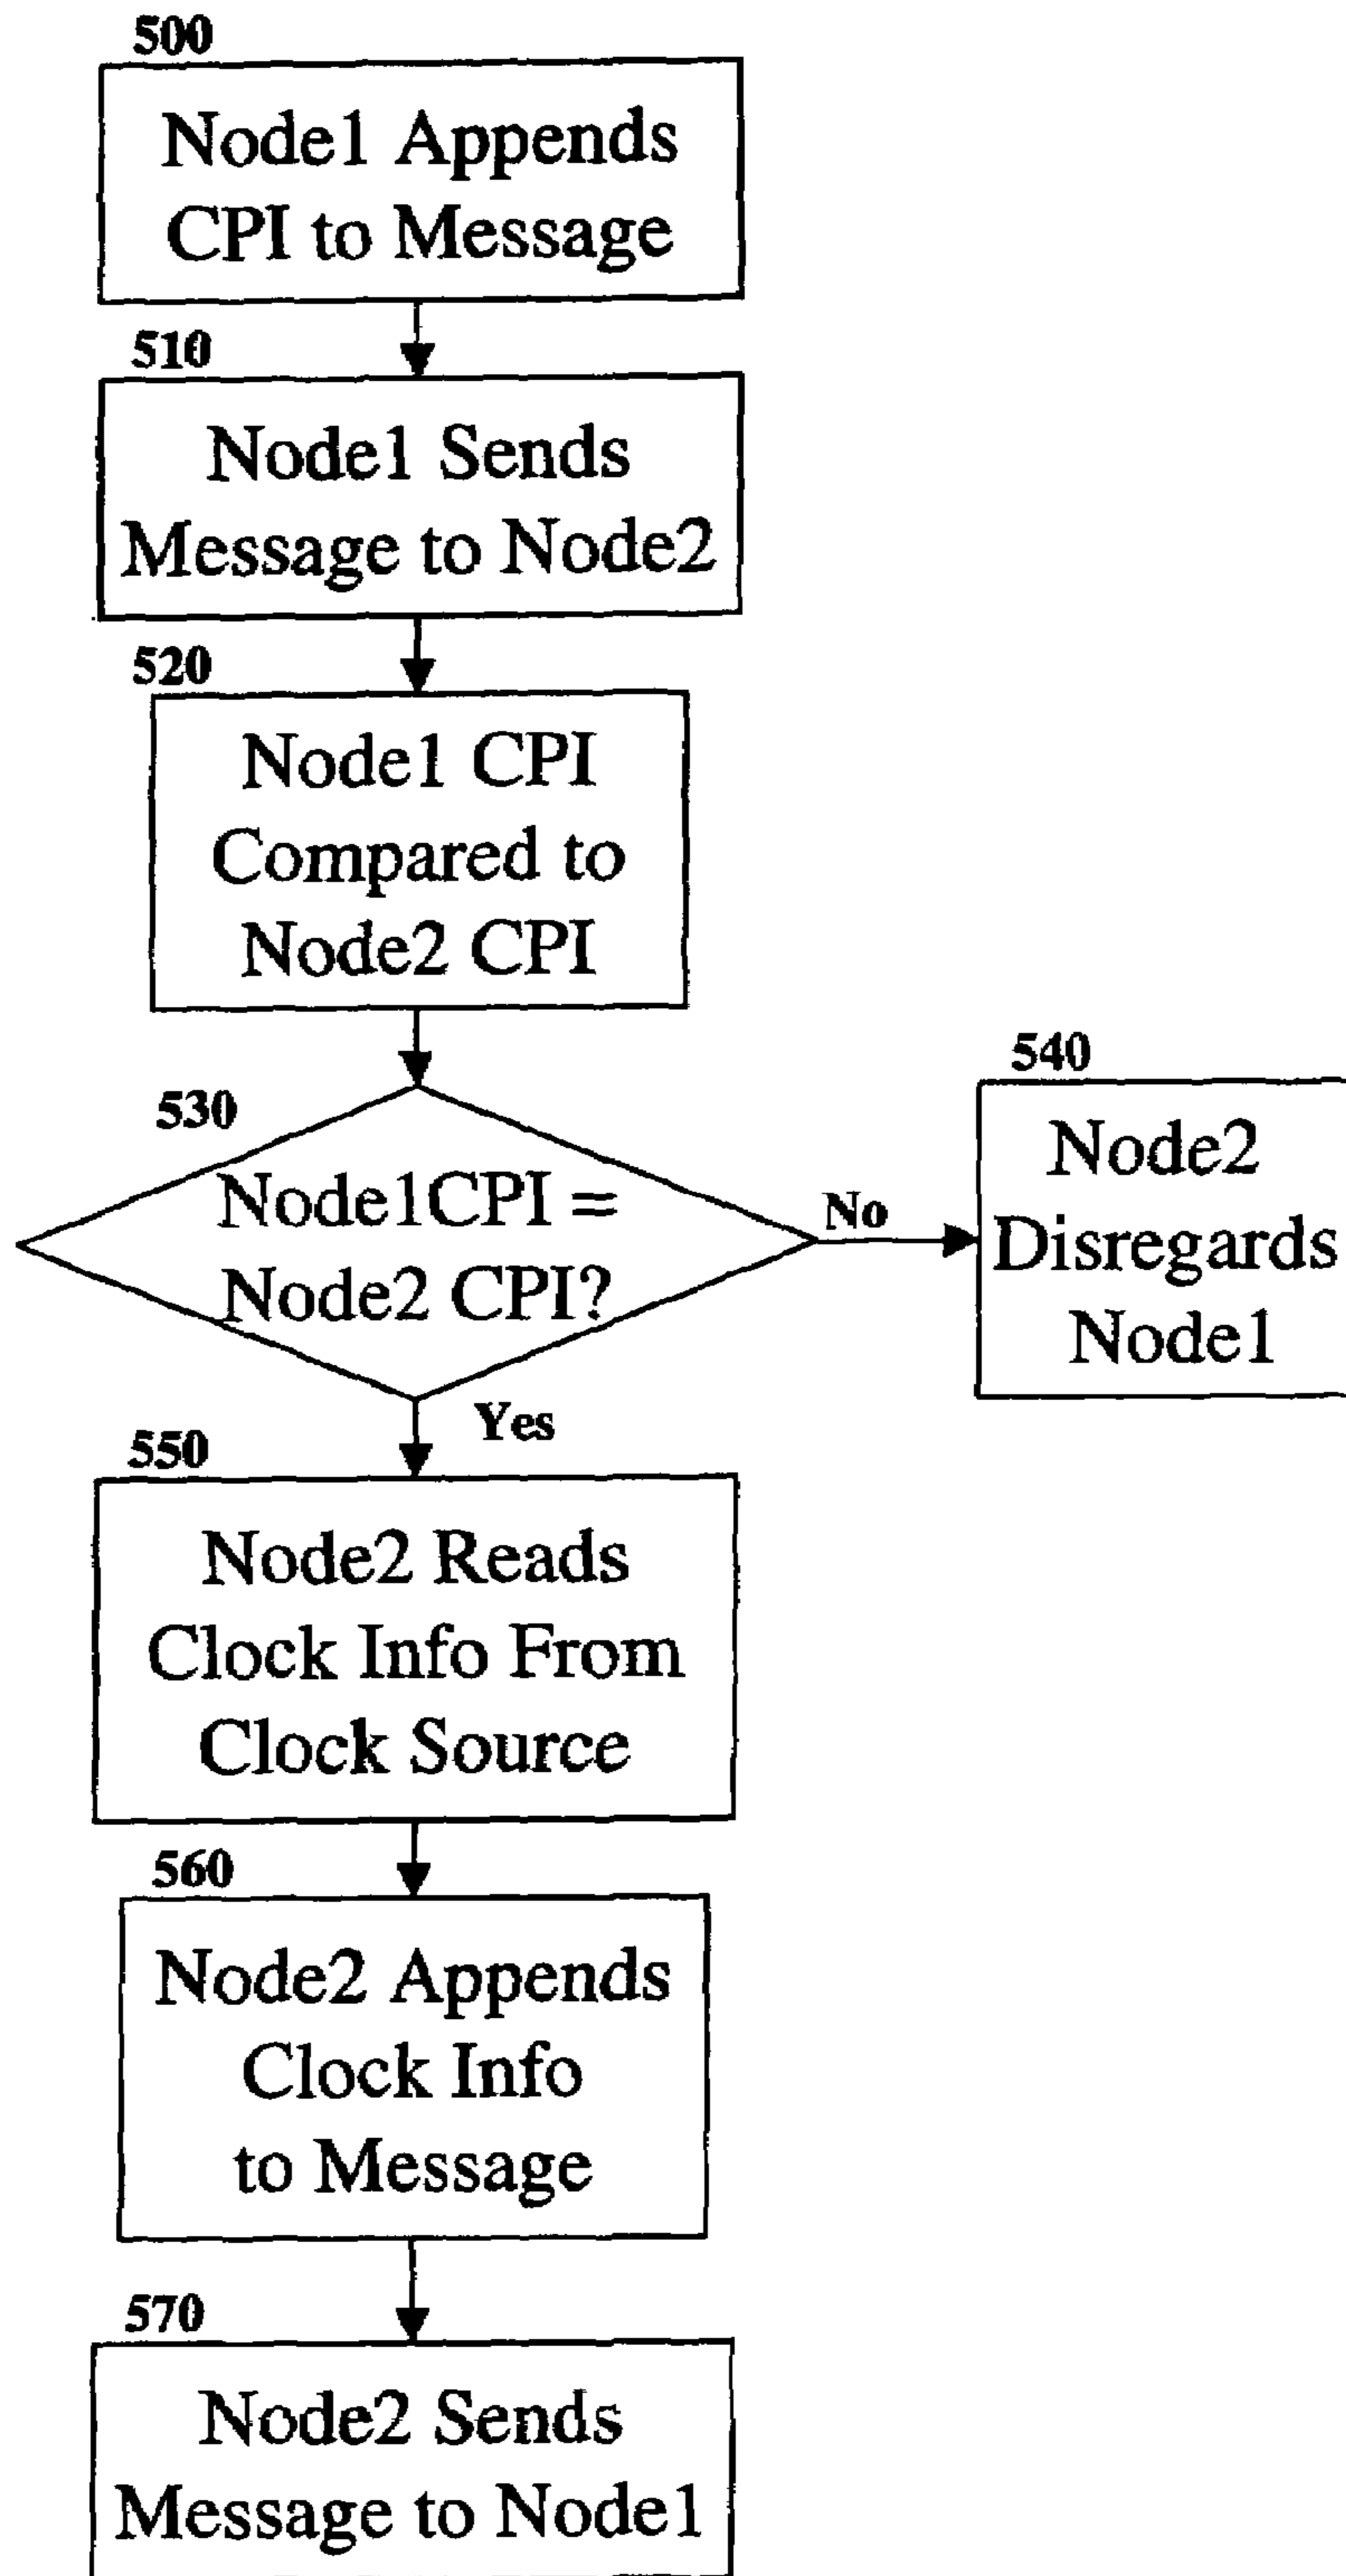 500
Node1 Appends
CPI to Message
510
Node1 Sends
Message to Node2
520
Node1 CPI
Compared to
Node2 CPI
530
Node1CPI =
Node2 CPI?
No
540
Node2
Disregards
Node1
Yes
550
Node2 Reads
Clock Info From
Clock Source
560
Node2 Appends
Clock Info
to Message
570
Node2 Sends
Message to Node1